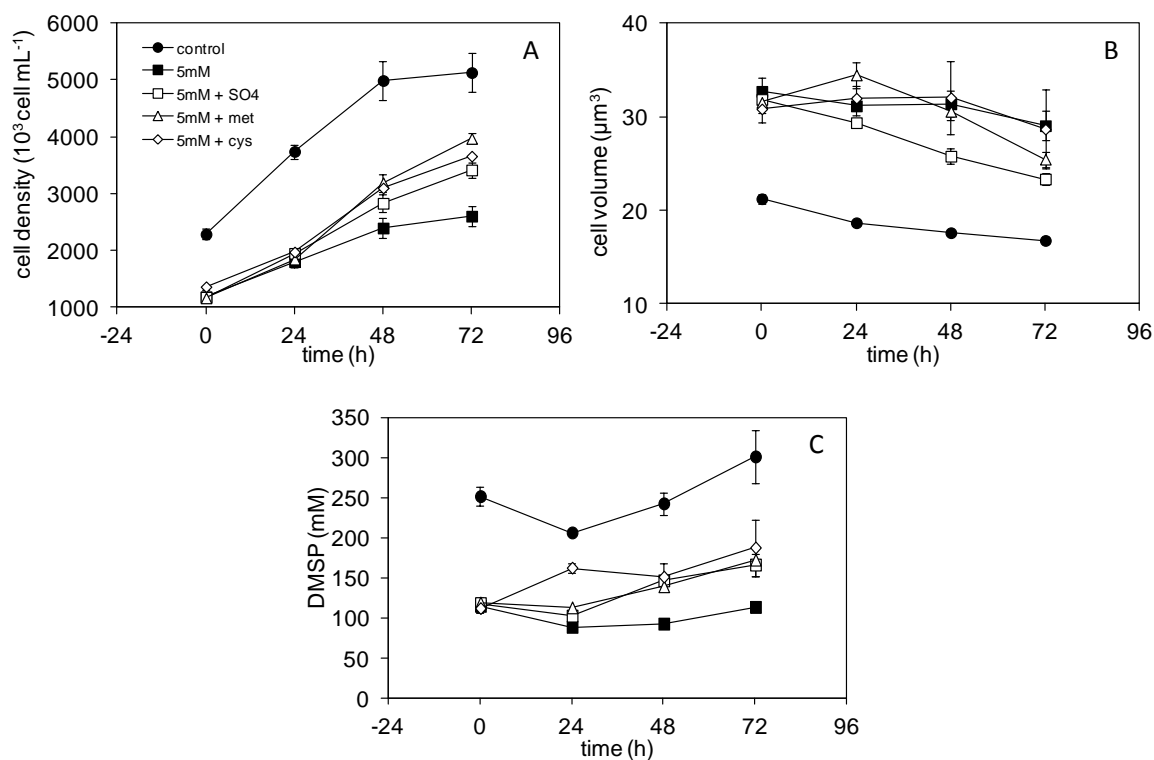 A
cell density (10³ cell mL⁻¹)
6000
5000
4000
3000
2000
1000
control
5mM
5mM + SO4
5mM + met
5mM + cys
-24 0 24 48 72 96
time (h)
B
cell volume (µm³)
40
30
20
10
-24 0 24 48 72 96
time (h)
C
DMSP (mM)
350
300
250
200
150
100
50
0
-24 0 24 48 72 96
time (h)